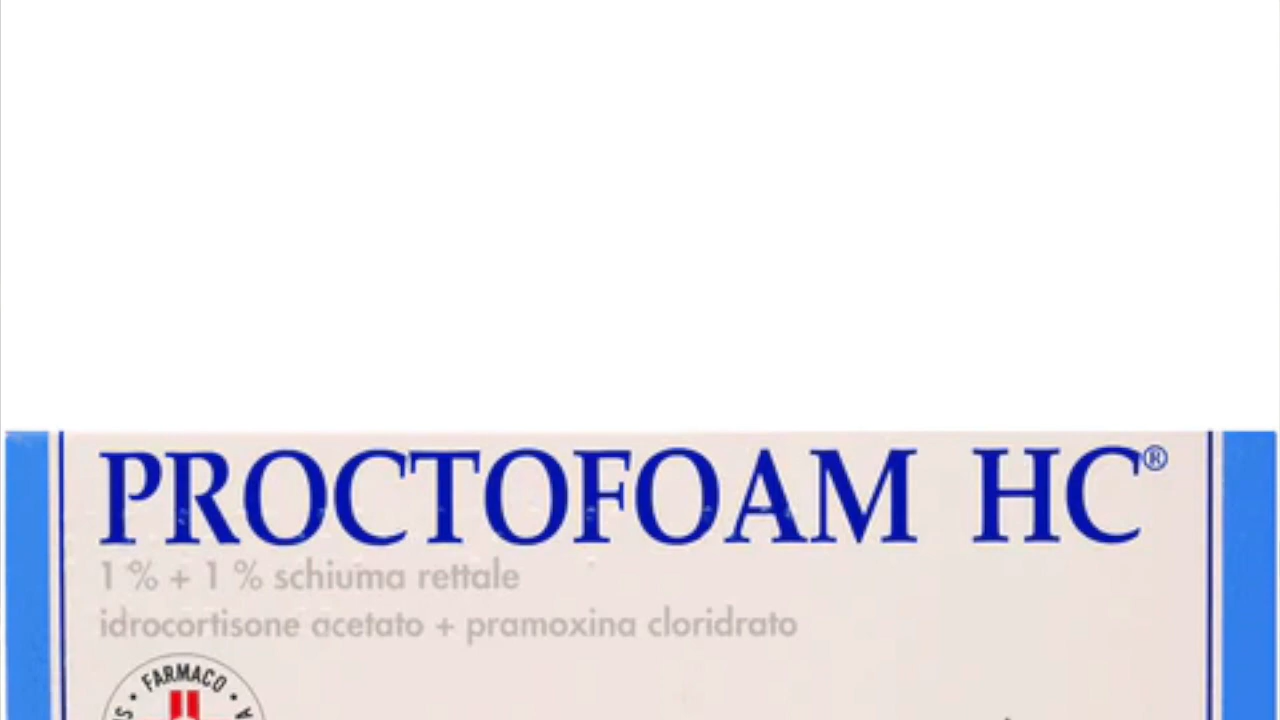 PROCTOFOAM HC®
1 % + 1 % schiuma rettale
idrocortisone acetato + pramoxina cloridrato
• FARMACO •